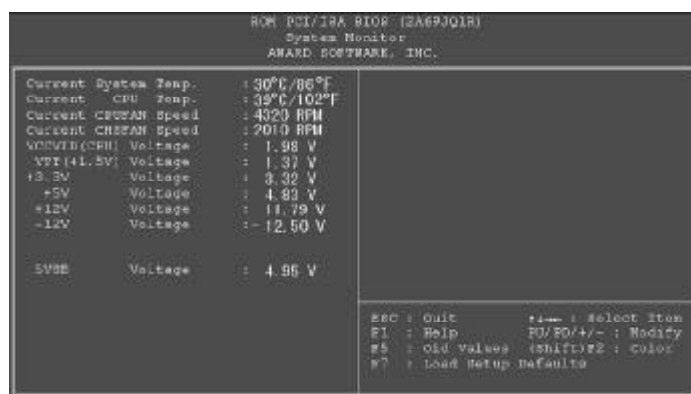 ROM PCI/ISA BIOS (2A69JQ1R)
System Monitor
AWARD SOFTWARE, INC.
Current System Temp. : 30°C/86°F
Current CPU Temp. : 39°C/102°F
Current CPUFAN Speed : 4320 RPM
Current CHSFAN Speed : 2010 RPM
VCCVID(CPU) Voltage : 1.98 V
VTT(+1.5V) Voltage : 1.37 V
+3.3V Voltage : 3.32 V
+5V Voltage : 4.83 V
+12V Voltage : 11.79 V
-12V Voltage : -12.50 V
5VSB Voltage : 4.95 V
ESC : Quit ↑↓→← : Select Item
F1 : Help PU/PD/+/- : Modify
F5 : Old Values (Shift)F2 : Color
F7 : Load Setup Defaults